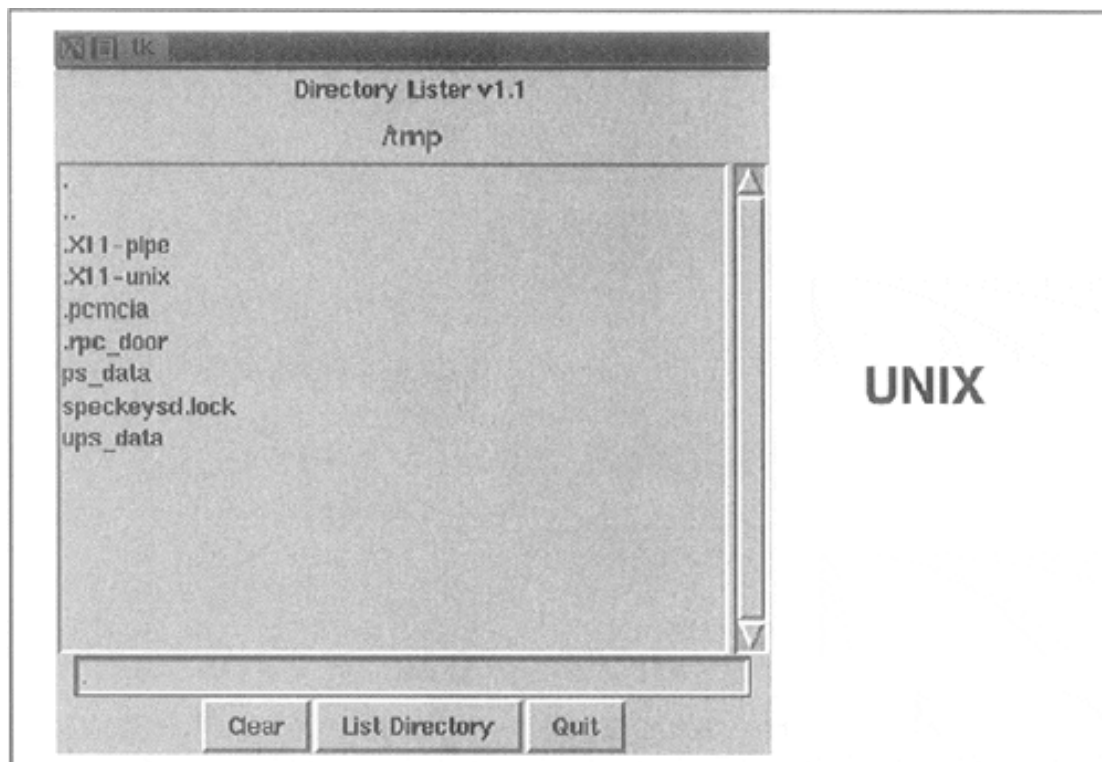 tk
Directory Lister v1.1
/tmp
.
..
.X11-pipe
.X11-unix
.pcmcia
.rpc_door
ps_data
speckeysd.lock
ups_data
.
Clear
List Directory
Quit
UNIX